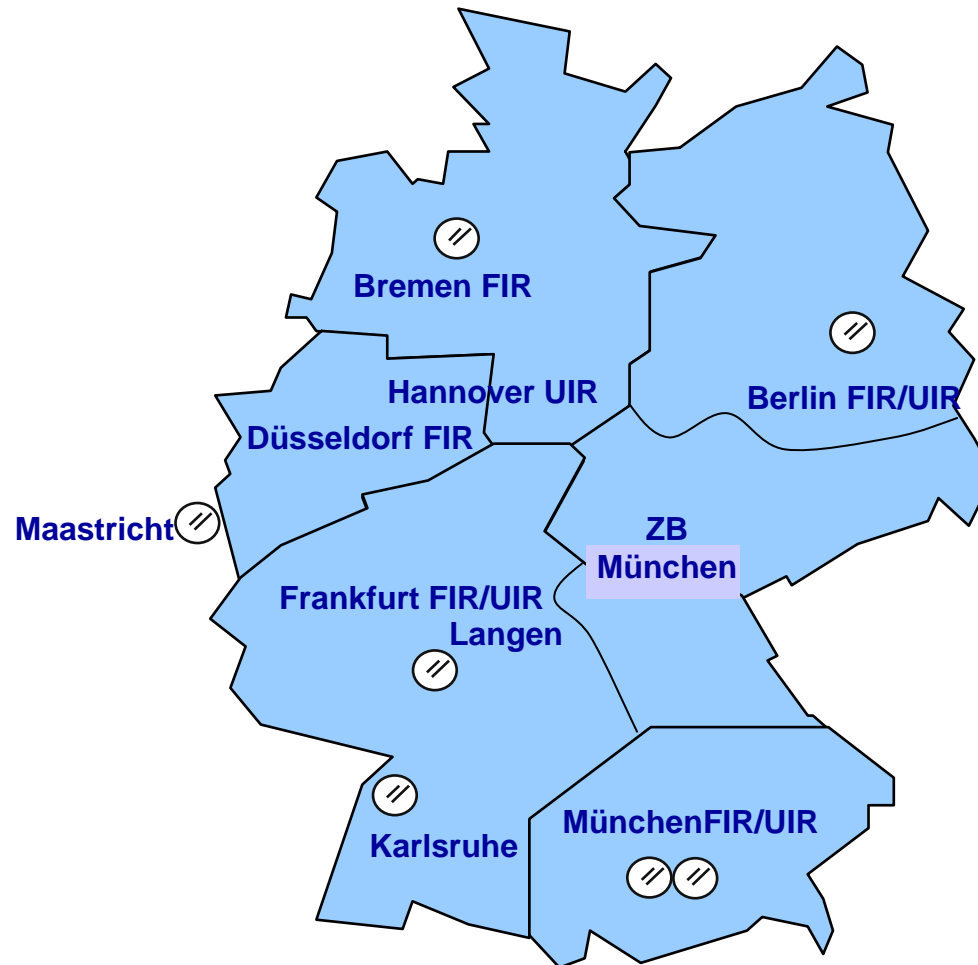 Bremen FIR
Hannover UIR
Berlin FIR/UIR
Düsseldorf FIR
Maastricht
ZB
München
Frankfurt FIR/UIR
Langen
MünchenFIR/UIR
Karlsruhe